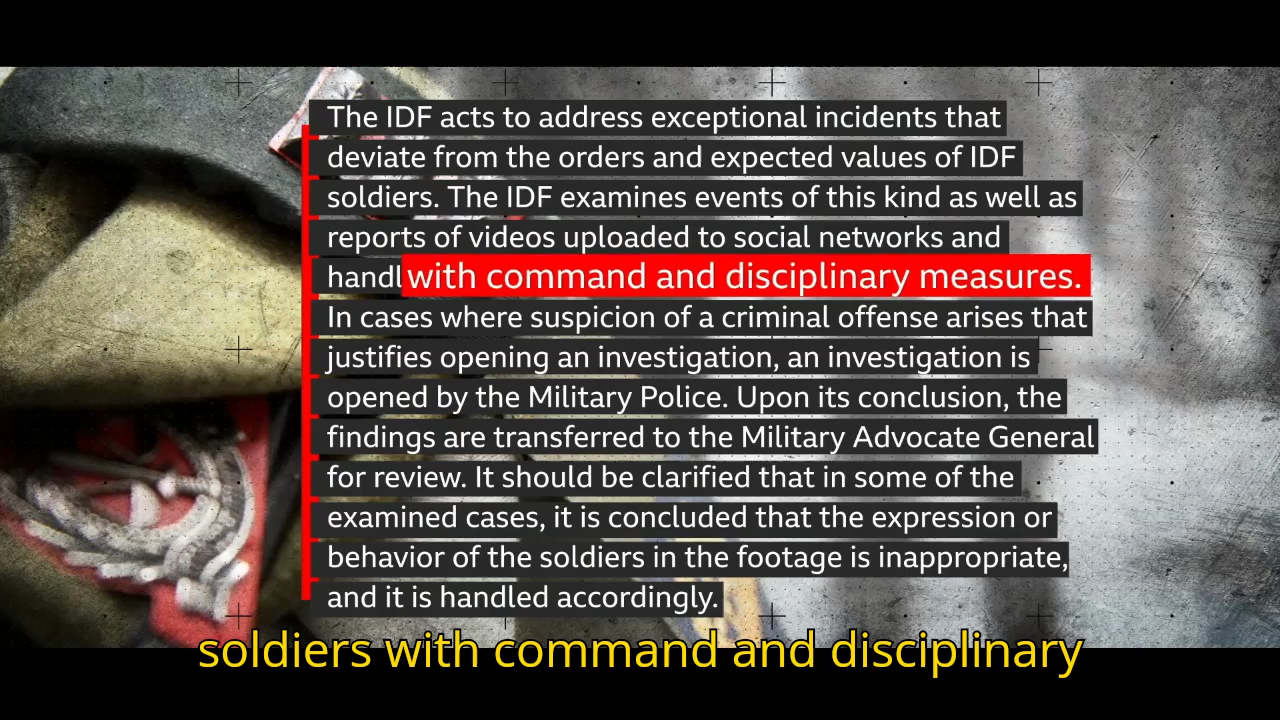 The IDF acts to address exceptional incidents that
deviate from the orders and expected values of IDF
soldiers. The IDF examines events of this kind as well as
reports of videos uploaded to social networks and
handl with command and disciplinary measures.
In cases where suspicion of a criminal offense arises that
justifies opening an investigation, an investigation is
opened by the Military Police. Upon its conclusion, the
findings are transferred to the Military Advocate General
for review. It should be clarified that in some of the
examined cases, it is concluded that the expression or
behavior of the soldiers in the footage is inappropriate,
and it is handled accordingly.
soldiers with command and disciplinary